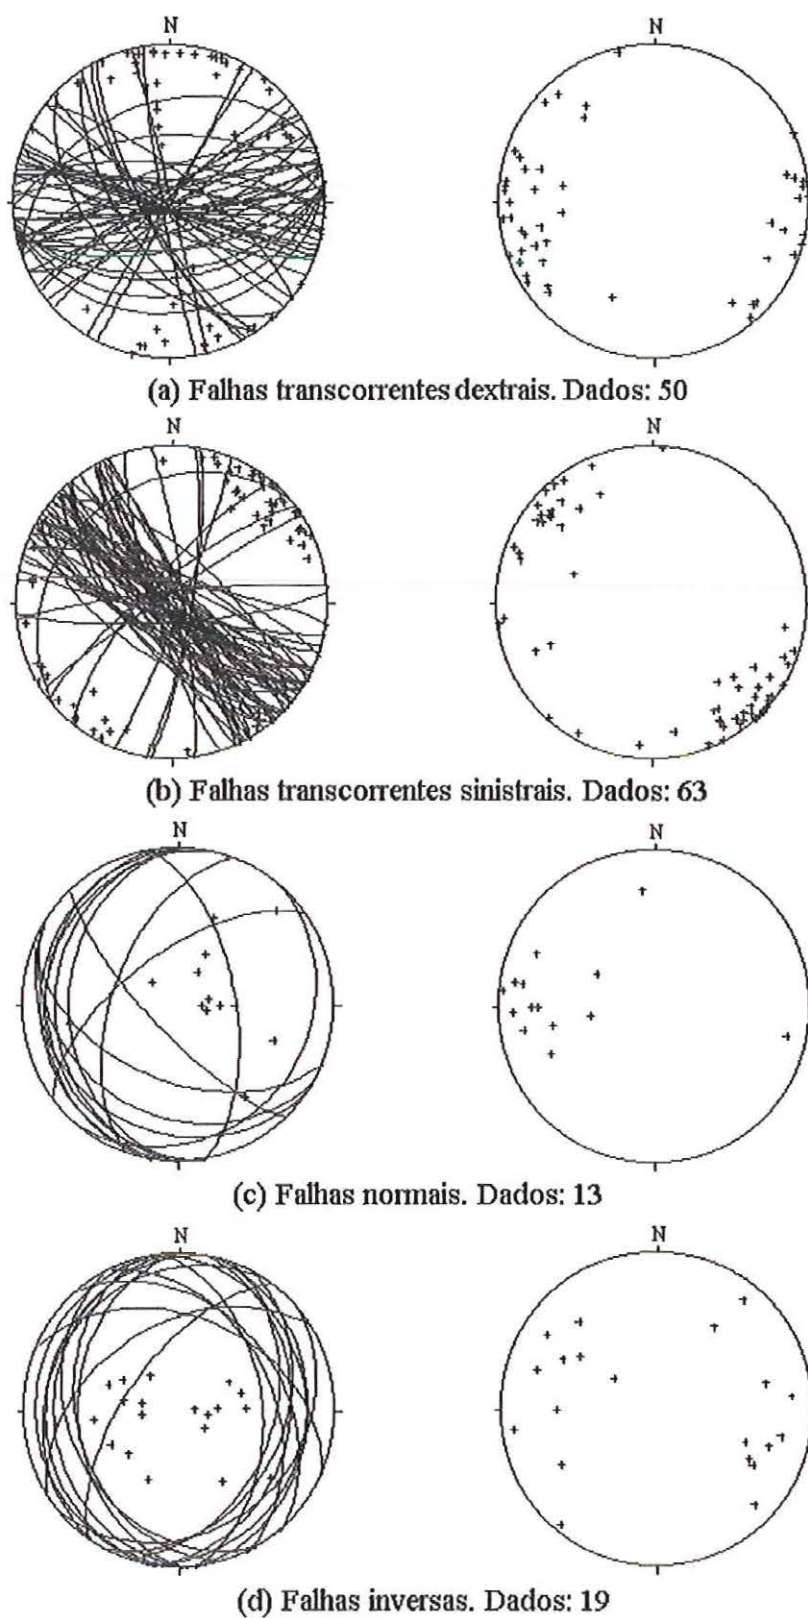 N
N
(a) Falhas transcorrentes dextrais. Dados: 50
N
N
(b) Falhas transcorrentes sinistrais. Dados: 63
N
N
(c) Falhas normais. Dados: 13
N
N
(d) Falhas inversas. Dados: 19